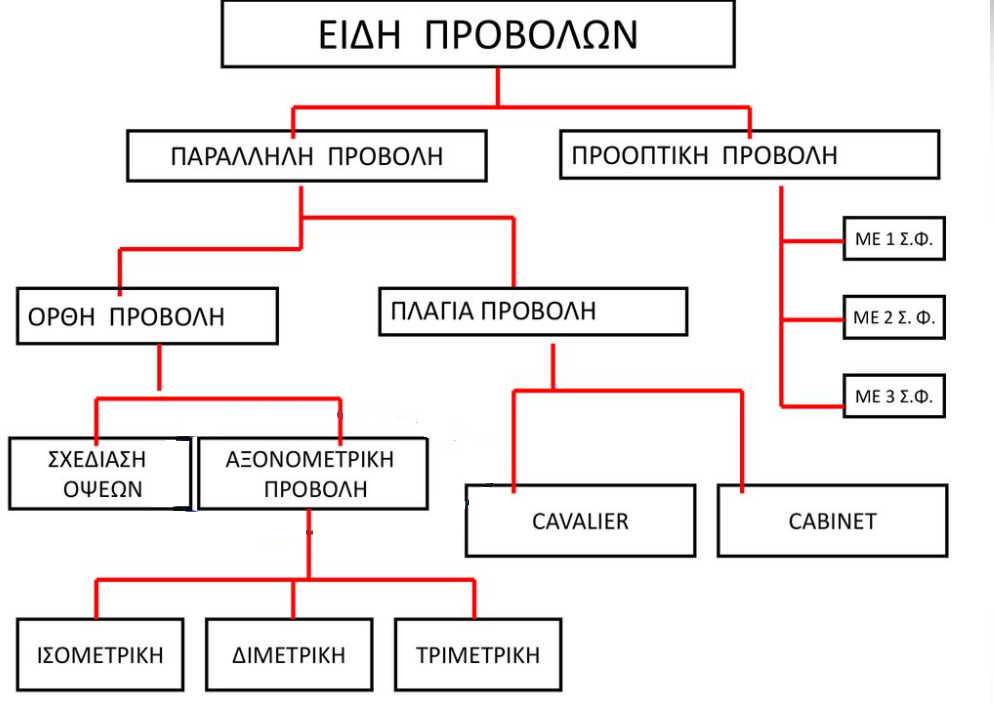 ΕΙΔΗ ΠΡΟΒΟΛΩΝ
ΠΑΡΑΛΛΗΛΗ ΠΡΟΒΟΛΗ
ΠΡΟΟΠΤΙΚΗ ΠΡΟΒΟΛΗ
ΜΕ 1 Σ.Φ.
ΜΕ 2 Σ. Φ.
ΜΕ 3 Σ.Φ.
ΟΡΘΗ ΠΡΟΒΟΛΗ
ΠΛΑΓΙΑ ΠΡΟΒΟΛΗ
ΣΧΕΔΙΑΣΗ
ΟΨΕΩΝ
ΑΞΟΝΟΜΕΤΡΙΚΗ
ΠΡΟΒΟΛΗ
CAVALIER
CABINET
ΙΣΟΜΕΤΡΙΚΗ
ΔΙΜΕΤΡΙΚΗ
ΤΡΙΜΕΤΡΙΚΗ